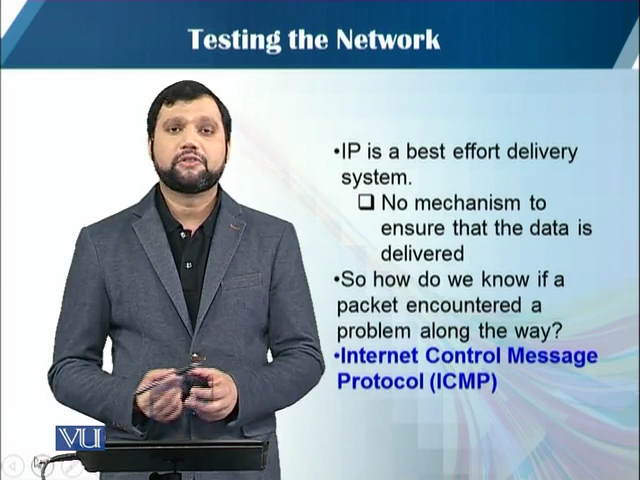 Testing the Network
•IP is a best effort delivery
system.
❑ No mechanism to
ensure that the data is
delivered
•So how do we know if a
packet encountered a
problem along the way?
•Internet Control Message
Protocol (ICMP)
VU